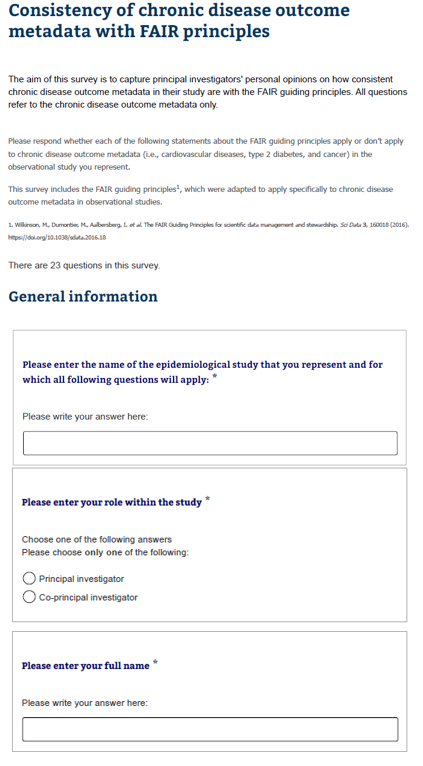 Consistency of chronic disease outcome
metadata with FAIR principles
The aim of this survey is to capture principal investigators' personal opinions on how consistent
chronic disease outcome metadata in their study are with the FAIR guiding principles. All questions
refer to the chronic disease outcome metadata only.
Please respond whether each of the following statements about the FAIR guiding principles apply or don't apply
to chronic disease outcome metadata (i.e., cardiovascular diseases, type 2 diabetes, and cancer) in the
observational study you represent.
This survey includes the FAIR guiding principles¹, which were adapted to apply specifically to chronic disease
outcome metadata in observational studies.
1. Wilkinson, M., Dumontier, M., Aalbersberg, I. et al. The FAIR Guiding Principles for scientific data management and stewardship. Sci Data 3, 160018 (2016).
https://doi.org/10.1038/sdata.2016.18
There are 23 questions in this survey.
General information
Please enter the name of the epidemiological study that you represent and for
which all following questions will apply: *
Please write your answer here:
Please enter your role within the study *
Choose one of the following answers
Please choose only one of the following:
Principal investigator
Co-principal investigator
Please enter your full name *
Please write your answer here: